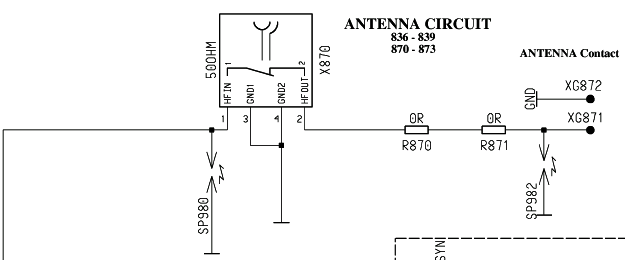 ANTENNA CIRCUIT
836 - 839
870 - 873
ANTENNA Contact
50OHM
X870
1
2
HFIN
GND1
GND2
HFOUT
1
3
4
2
GND
XG872
XG871
0R
0R
R870
R871
SP980
SP982
SYN